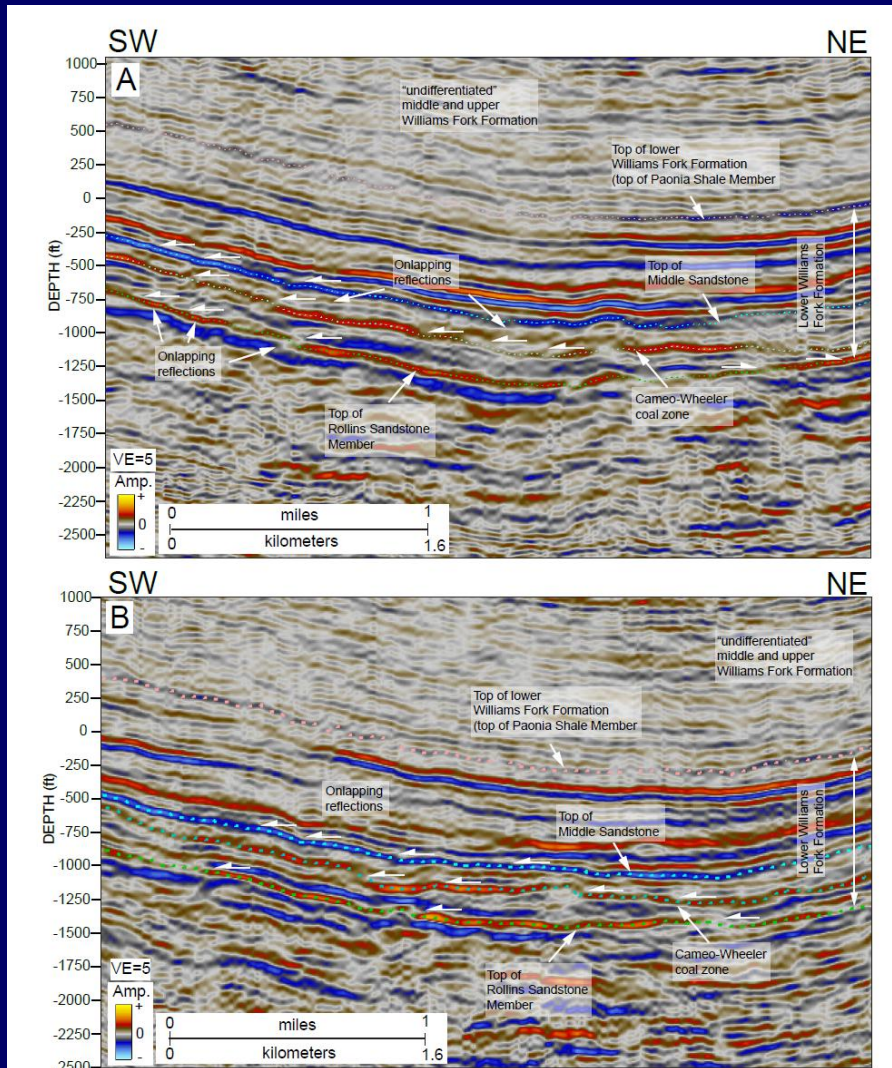 SW
NE
A
1000
750
500
250
0
-250
-500
-750
-1000
-1250
-1500
-1750
-2000
-2250
-2500
DEPTH (ft)
"undifferentiated"
middle and upper
Williams Fork Formation
Top of lower
Williams Fork Formation
(top of Paonia Shale Member
Onlapping
reflections
Top of
Middle Sandstone
Lower Williams
Fork Formation
Onlapping
reflections
Top of
Rollins Sandstone
Member
Cameo-Wheeler
coal zone
VE=5
Amp.
+
0
-
0
1
miles
0
kilometers
1.6
SW
NE
B
1000
750
500
250
0
-250
-500
-750
-1000
-1250
-1500
-1750
-2000
-2250
2500
DEPTH (ft)
"undifferentiated"
middle and upper
Williams Fork Formation
Top of lower
Williams Fork Formation
(top of Paonia Shale Member
Onlapping
reflections
Top of
Middle Sandstone
Lower Williams
Fork Formation
Cameo-Wheeler
coal zone
Top of
Rollins Sandstone
Member
VE=5
Amp.
+
0
-
0
1
miles
0
kilometers
1.6